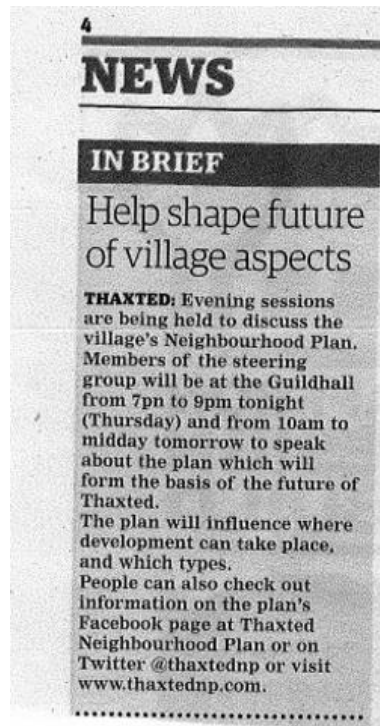 4
NEWS
IN BRIEF
Help shape future
of village aspects
THAXTED: Evening sessions
are being held to discuss the
village's Neighbourhood Plan.
Members of the steering
group will be at the Guildhall
from 7pn to 9pm tonight
(Thursday) and from 10am to
midday tomorrow to speak
about the plan which will
form the basis of the future of
Thaxted.
The plan will influence where
development can take place,
and which types.
People can also check out
information on the plan's
Facebook page at Thaxted
Neighbourhood Plan or on
Twitter @thaxtednp or visit
www.thaxtednp.com.